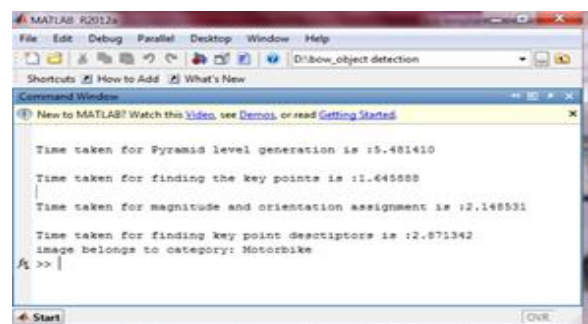 MATLAB R2012a
File Edit Debug Parallel Desktop Window Help
D:\bow_object detection
Shortcuts How to Add What's New
Command Window
New to MATLAB? Watch this Video, see Demos, or read Getting Started.
Time taken for Pyramid level generation is :5.481410
Time taken for finding the key points is :1.645888
Time taken for magnitude and orientation assignment is :2.148531
Time taken for finding key point desctiptors is :2.871342
image belongs to category: Motorbike
fx >>
Start
OVR